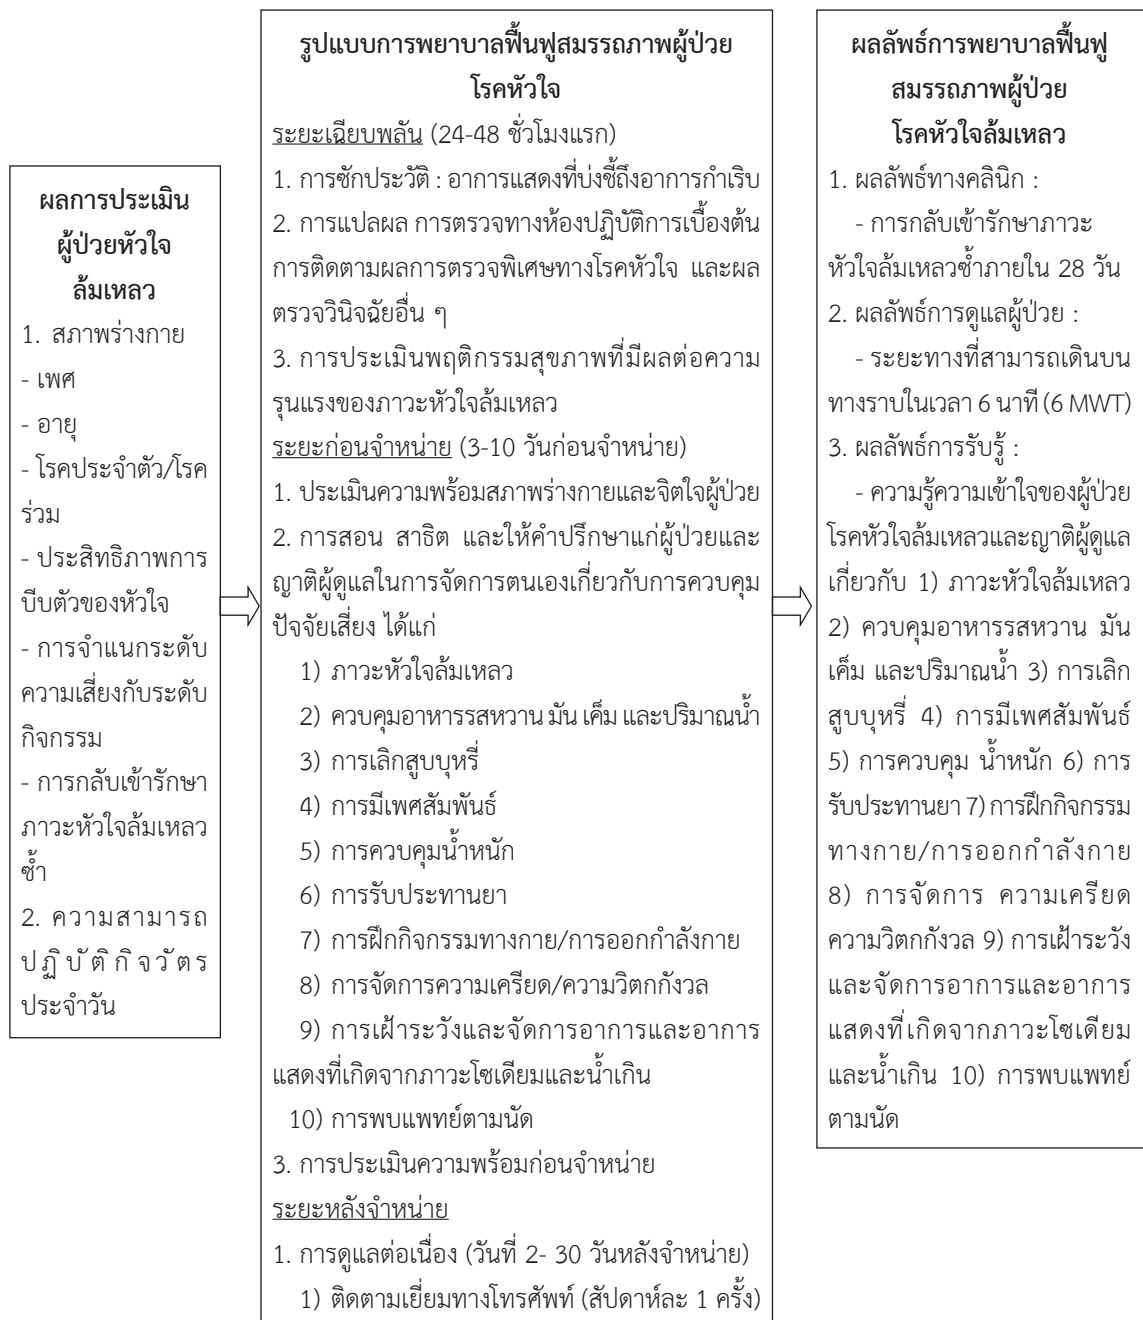 ผลการประเมิน
ผู้ป่วยหัวใจ
ล้มเหลว
1. สภาพร่างกาย
- เพศ
- อายุ
- โรคประจำตัว/โรค
ร่วม
- ประสิทธิภาพการ
บีบตัวของหัวใจ
- การจำแนกระดับ
ความเสี่ยงกับระดับ
กิจกรรม
- การกลับเข้ารักษา
ภาวะหัวใจล้มเหลว
ซ้ำ
2. ความสามารถ
ปฏิบัติกิจวัตร
ประจำวัน
รูปแบบการพยาบาลฟื้นฟูสมรรถภาพผู้ป่วย
โรคหัวใจ
ระยะเฉียบพลัน (24-48 ชั่วโมงแรก)
1. การซักประวัติ : อาการแสดงที่บ่งชี้ถึงอาการกำเริบ
2. การแปลผล การตรวจทางห้องปฏิบัติการเบื้องต้น
การติดตามผลการตรวจพิเศษทางโรคหัวใจ และผล
ตรวจวินิจฉัยอื่น ๆ
3. การประเมินพฤติกรรมสุขภาพที่มีผลต่อความ
รุนแรงของภาวะหัวใจล้มเหลว
ระยะก่อนจำหน่าย (3-10 วันก่อนจำหน่าย)
1. ประเมินความพร้อมสภาพร่างกายและจิตใจผู้ป่วย
2. การสอน สาธิต และให้คำปรึกษาแก่ผู้ป่วยและ
ญาติผู้ดูแลในการจัดการตนเองเกี่ยวกับการควบคุม
ปัจจัยเสี่ยง ได้แก่
1) ภาวะหัวใจล้มเหลว
2) ควบคุมอาหารรสหวาน มัน เค็ม และปริมาณน้ำ
3) การเลิกสูบบุหรี่
4) การมีเพศสัมพันธ์
5) การควบคุมน้ำหนัก
6) การรับประทานยา
7) การฝึกกิจกรรมทางกาย/การออกกำลังกาย
8) การจัดการความเครียด/ความวิตกกังวล
9) การเฝ้าระวังและจัดการอาการและอาการ
แสดงที่เกิดจากภาวะโซเดียมและน้ำเกิน
10) การพบแพทย์ตามนัด
3. การประเมินความพร้อมก่อนจำหน่าย
ระยะหลังจำหน่าย
1. การดูแลต่อเนื่อง (วันที่ 2- 30 วันหลังจำหน่าย)
1) ติดตามเยี่ยมทางโทรศัพท์ (สัปดาห์ละ 1 ครั้ง)
ผลลัพธ์การพยาบาลฟื้นฟู
สมรรถภาพผู้ป่วย
โรคหัวใจล้มเหลว
1. ผลลัพธ์ทางคลินิก :
- การกลับเข้ารักษาภาวะ
หัวใจล้มเหลวซ้ำภายใน 28 วัน
2. ผลลัพธ์การดูแลผู้ป่วย :
- ระยะทางที่สามารถเดินบน
ทางราบในเวลา 6 นาที (6 MWT)
3. ผลลัพธ์การรับรู้ :
- ความรู้ความเข้าใจของผู้ป่วย
โรคหัวใจล้มเหลวและญาติผู้ดูแล
เกี่ยวกับ 1) ภาวะหัวใจล้มเหลว
2) ควบคุมอาหารรสหวาน มัน
เค็ม และปริมาณน้ำ 3) การเลิก
สูบบุหรี่ 4) การมีเพศสัมพันธ์
5) การควบคุม น้ำหนัก 6) การ
รับประทานยา 7) การฝึกกิจกรรม
ทางกาย/การออกกำลังกาย
8) การจัดการ ความเครียด
ความวิตกกังวล 9) การเฝ้าระวัง
และจัดการอาการและอาการ
แสดงที่เกิดจากภาวะโซเดียม
และน้ำเกิน 10) การพบแพทย์
ตามนัด